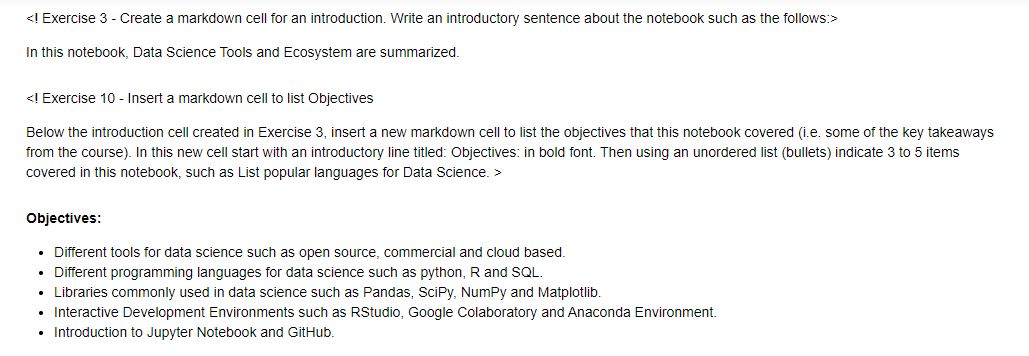 <! Exercise 3 - Create a markdown cell for an introduction. Write an introductory sentence about the notebook such as the follows:>
In this notebook, Data Science Tools and Ecosystem are summarized.
<! Exercise 10 - Insert a markdown cell to list Objectives
Below the introduction cell created in Exercise 3, insert a new markdown cell to list the objectives that this notebook covered (i.e. some of the key takeaways
from the course). In this new cell start with an introductory line titled: Objectives: in bold font. Then using an unordered list (bullets) indicate 3 to 5 items
covered in this notebook, such as List popular languages for Data Science. >
Objectives:
• Different tools for data science such as open source, commercial and cloud based.
• Different programming languages for data science such as python, R and SQL.
• Libraries commonly used in data science such as Pandas, SciPy, NumPy and Matplotlib.
• Interactive Development Environments such as RStudio, Google Colaboratory and Anaconda Environment.
• Introduction to Jupyter Notebook and GitHub.